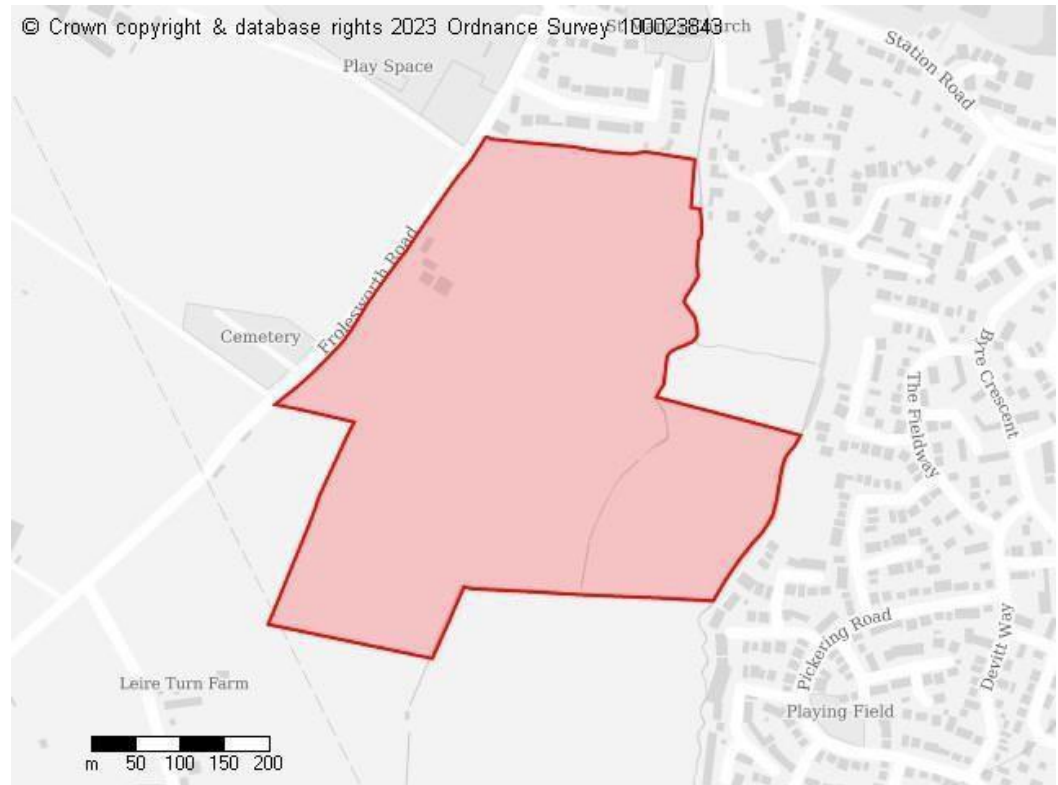 © Crown copyright & database rights 2023 Ordnance Survey 100023843
Play Space
Station Road
Frolesworth Road
Cemetery
Byre Crescent
The Fieldway
Pickering Road
Devitt Way
Leire Turn Farm
Playing Field
m 50 100 150 200